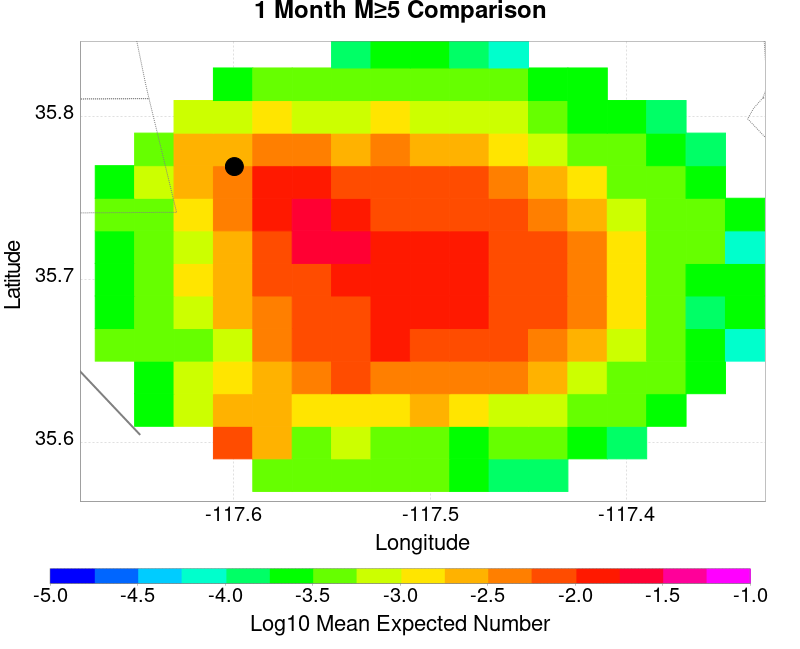 1 Month M≥5 Comparison
35.8
35.7
35.6
Latitude
-117.6 -117.5 -117.4
Longitude
-5.0 -4.5 -4.0 -3.5 -3.0 -2.5 -2.0 -1.5 -1.0
Log10 Mean Expected Number